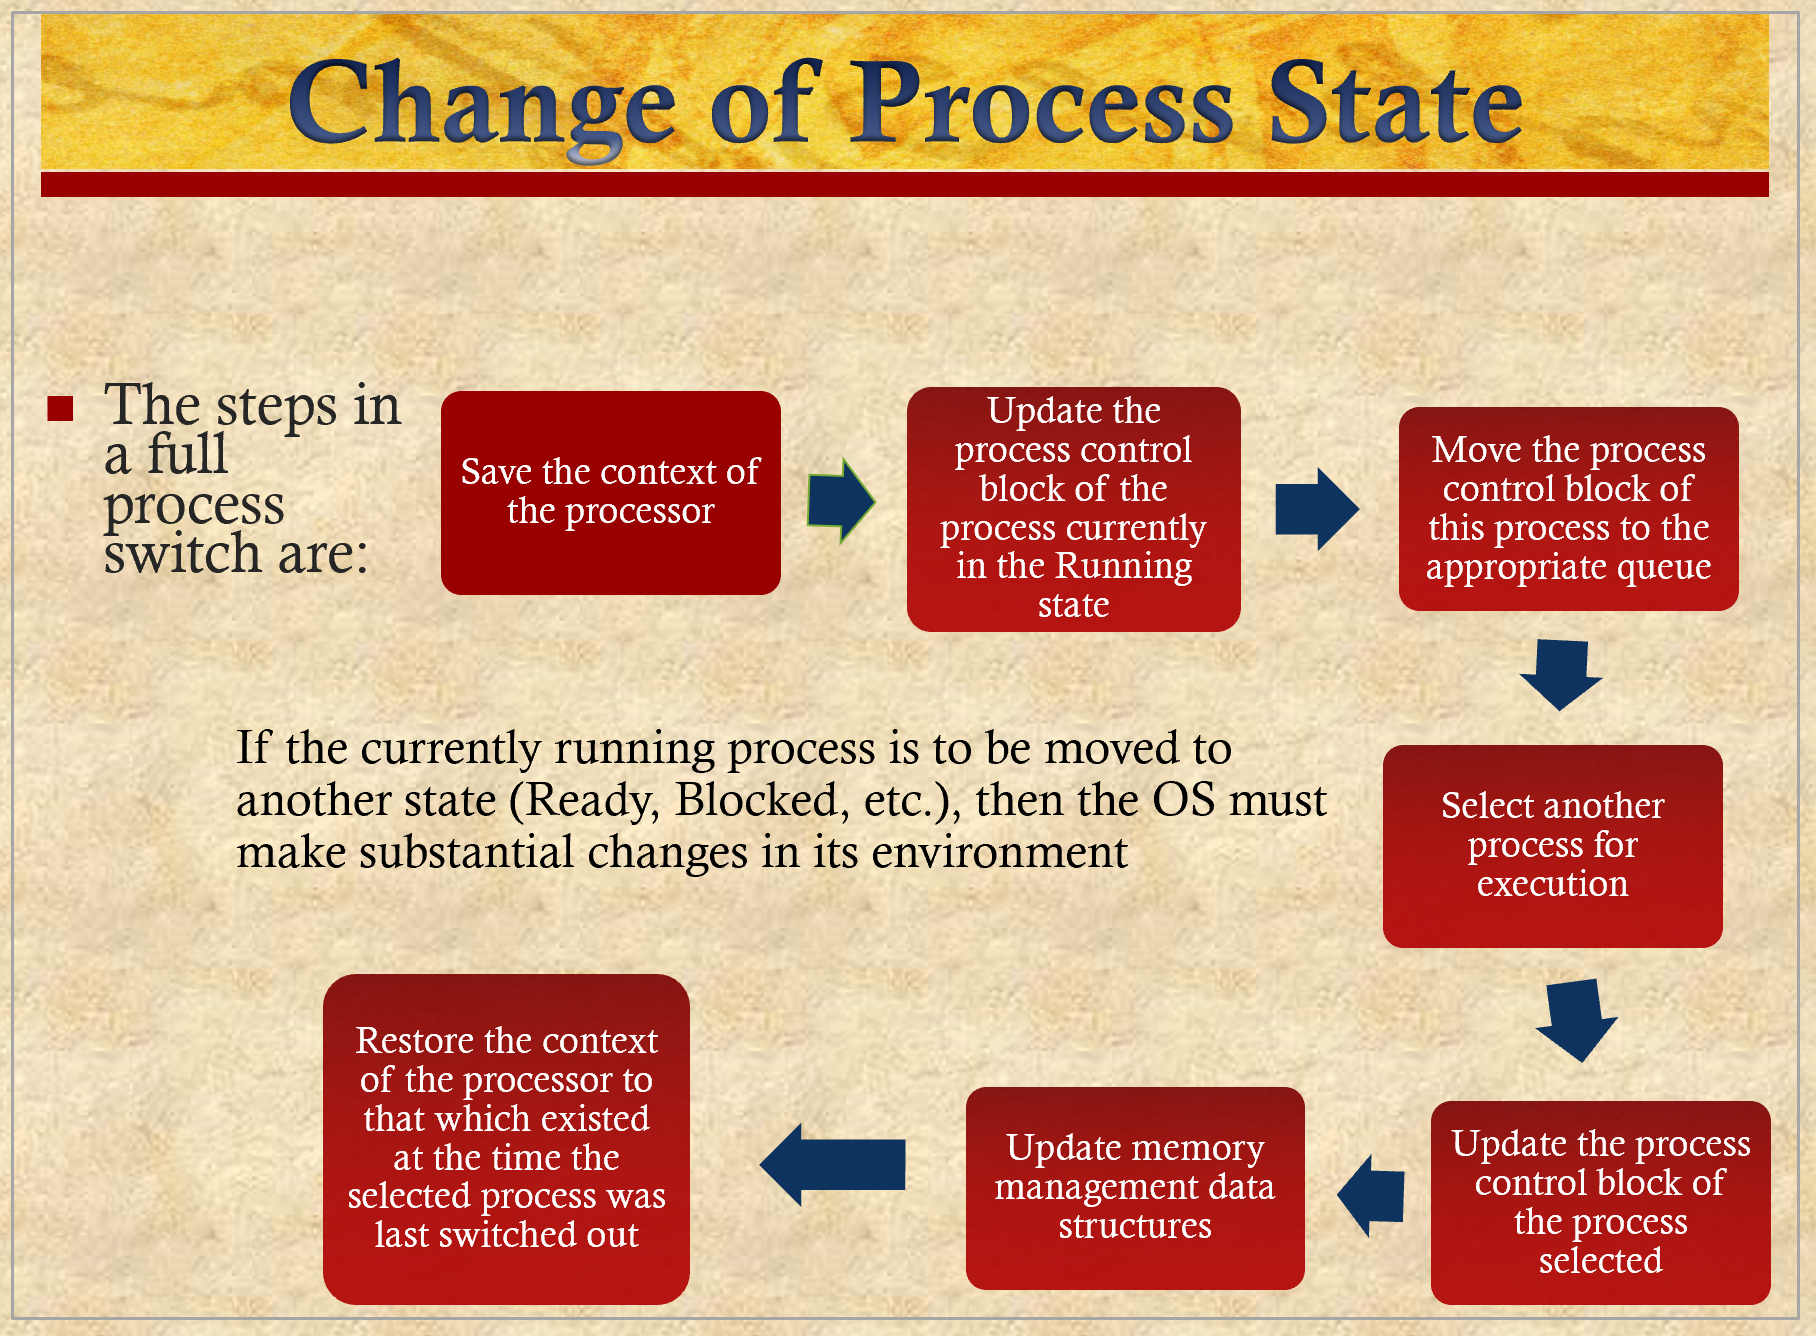 Change of Process State
The steps in
a full
process
switch are:
Save the context of
the processor
Update the
process control
block of the
process currently
in the Running
state
Move the process
control block of
this process to the
appropriate queue
If the currently running process is to be moved to
another state (Ready, Blocked, etc.), then the OS must
make substantial changes in its environment
Select another
process for
execution
Update the process
control block of
the process
selected
Update memory
management data
structures
Restore the context
of the processor to
that which existed
at the time the
selected process was
last switched out